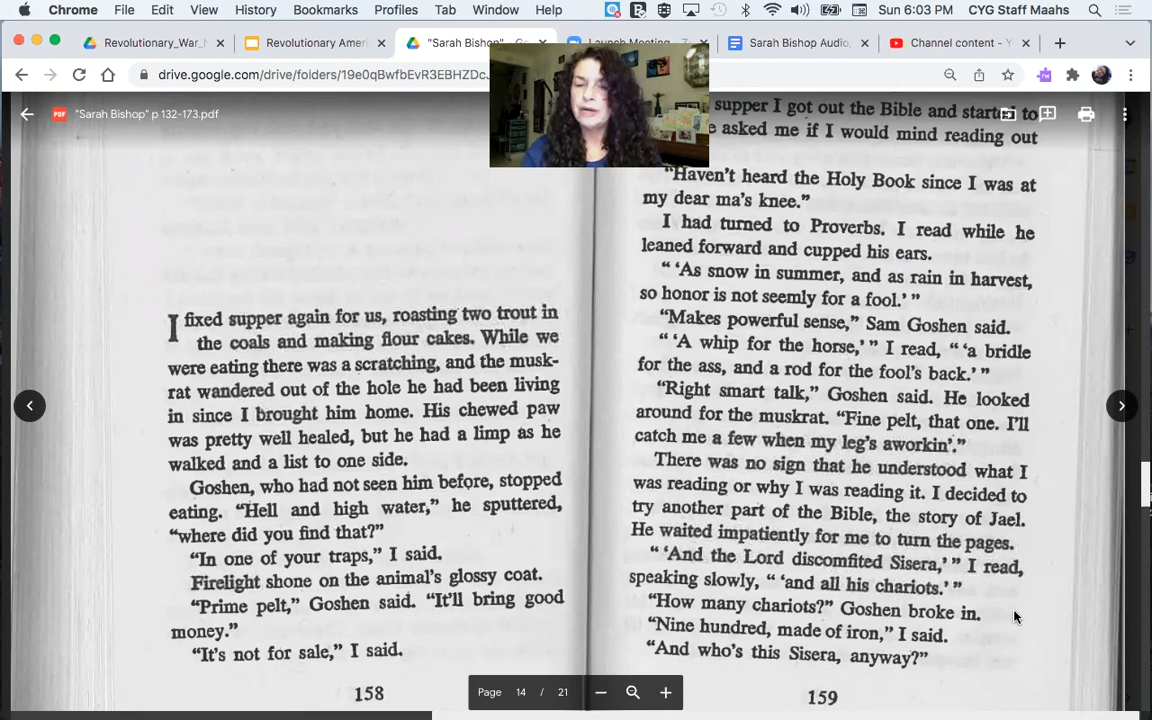 Chrome File Edit View History Bookmarks Profiles Tab Window Help Sun 6:03 PM CYG Staff Maahs
Revolutionary_War_ Revolutionary Ameri "Sarah Bishop" Launch Meeting Sarah Bishop Audio, Channel content - Y
drive.google.com/drive/folders/19e0qBwfbEvR3EBHZDcJ
PDF "Sarah Bishop" p 132-173.pdf
I fixed supper again for us, roasting two trout in
the coals and making flour cakes. While we
were eating there was a scratching, and the musk-
rat wandered out of the hole he had been living
in since I brought him home. His chewed paw
was pretty well healed, but he had a limp as he
walked and a list to one side.
Goshen, who had not seen him before, stopped
eating. "Hell and high water," he sputtered,
"where did you find that?"
"In one of your traps," I said.
Firelight shone on the animal's glossy coat.
"Prime pelt," Goshen said. "It'll bring good
money."
"It's not for sale," I said.
158
supper I got out the Bible and started to
asked me if I would mind reading out
"Haven't heard the Holy Book since I was at
my dear ma's knee."
I had turned to Proverbs. I read while he
leaned forward and cupped his ears.
" 'As snow in summer, and as rain in harvest,
so honor is not seemly for a fool.' "
"Makes powerful sense," Sam Goshen said.
" 'A whip for the horse,' " I read, " 'a bridle
for the ass, and a rod for the fool's back.' "
"Right smart talk," Goshen said. He looked
around for the muskrat. "Fine pelt, that one. I'll
catch me a few when my leg's aworkin'."
There was no sign that he understood what I
was reading or why I was reading it. I decided to
try another part of the Bible, the story of Jael.
He waited impatiently for me to turn the pages.
" 'And the Lord discomfited Sisera,' " I read,
speaking slowly, " 'and all his chariots.' "
"How many chariots?" Goshen broke in.
"Nine hundred, made of iron," I said.
"And who's this Sisera, anyway?"
159
Page 14 / 21